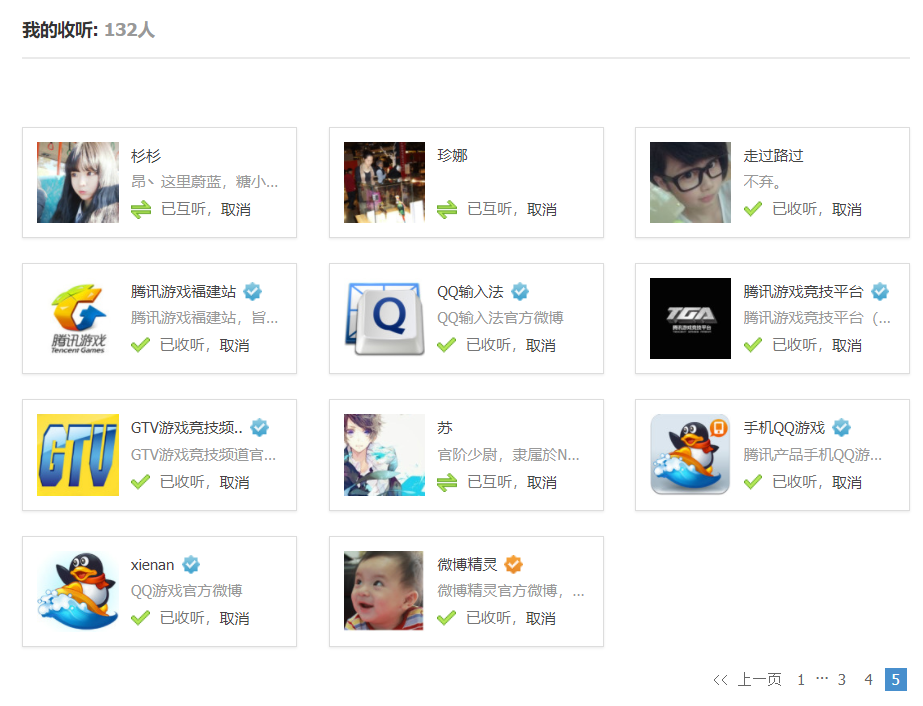 我的收听: 132人
杉杉
昂丶这里蔚蓝，糖小...
已互听，取消
珍娜
已互听，取消
走过路过
不弃。
已收听，取消
腾讯游戏
Tencent Games
腾讯游戏福建站
腾讯游戏福建站，旨...
已收听，取消
Q
QQ输入法
QQ输入法官方微博
已收听，取消
TGA
腾讯游戏竞技平台
腾讯游戏竞技平台
腾讯游戏竞技平台（...
已收听，取消
GTV
GTV游戏竞技频..
GTV游戏竞技频道官...
已收听，取消
苏
官阶少尉，隶属於N...
已互听，取消
手机QQ游戏
腾讯产品手机QQ游...
已收听，取消
xienan
QQ游戏官方微博
已收听，取消
微博精灵
微博精灵官方微博，...
已收听，取消
<< 上一页 1 ... 3 4 5